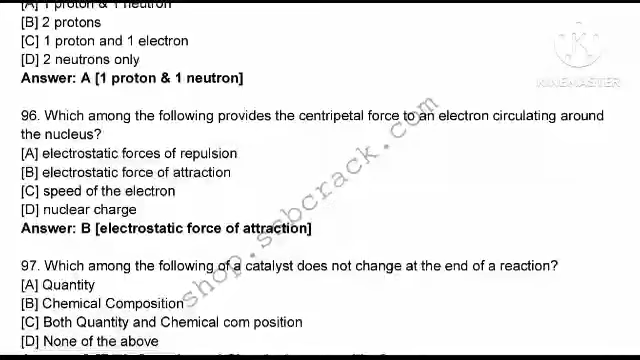 [A] 1 proton & 1 neutron
[B] 2 protons
[C] 1 proton and 1 electron
[D] 2 neutrons only
Answer: A [1 proton & 1 neutron]
KINEMASTER
96. Which among the following provides the centripetal force to an electron circulating around
the nucleus?
[A] electrostatic forces of repulsion
[B] electrostatic force of attraction
[C] speed of the electron
[D] nuclear charge
Answer: B [electrostatic force of attraction]
shop.ssbcrack.com
97. Which among the following of a catalyst does not change at the end of a reaction?
[A] Quantity
[B] Chemical Composition
[C] Both Quantity and Chemical com position
[D] None of the above